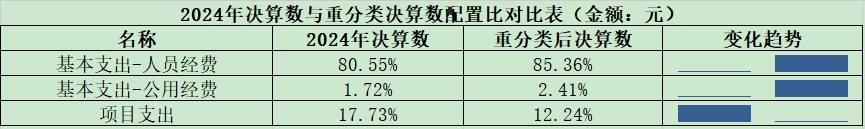 2024年决算数与重分类决算数配置比对比表（金额：元）
名称 2024年决算数 重分类后决算数 变化趋势
基本支出-人员经费 80.55% 85.36%
基本支出-公用经费 1.72% 2.41%
项目支出 17.73% 12.24%